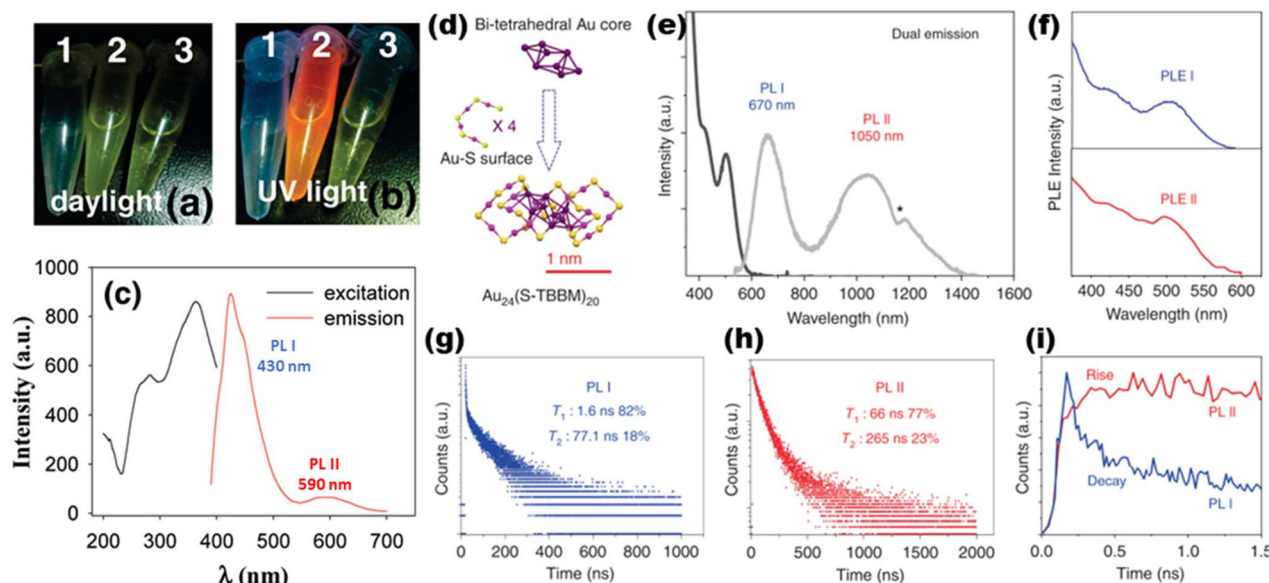 1 2 3
daylight (a)
1 2 3
UV light (b)
(c)
excitation
emission
PL I
430 nm
PL II
590 nm
Intensity (a.u.)
1000
800
600
400
200
0
200 300 400 500 600 700
λ (nm)
(d)
Bi-tetrahedral Au core
X 4
Au-S surface
1 nm
Au₂₄(S-TBBM)₂₀
(e)
Dual emission
PL I
670 nm
PL II
1050 nm
*
Intensity (a.u.)
400 600 800 1000 1200 1400 1600
Wavelength (nm)
(f)
PLE I
PLE II
PLE Intensity (a.u.)
400 450 500 550 600
Wavelength (nm)
(g)
PL I
T₁ : 1.6 ns 82%
T₂ : 77.1 ns 18%
Counts (a.u.)
0 200 400 600 800 1000
Time (ns)
(h)
PL II
T₁ : 66 ns 77%
T₂ : 265 ns 23%
Counts (a.u.)
0 500 1000 1500 2000
Time (ns)
(i)
Rise
PL II
Decay
PL I
Counts (a.u.)
0.0 0.5 1.0 1.5
Time (ns)